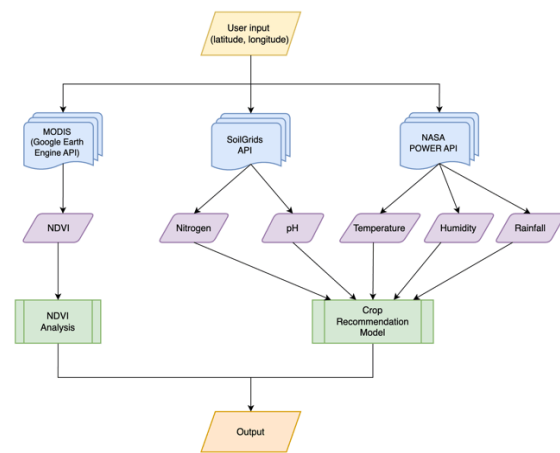 User input
(latitude, longitude)
MODIS
(Google Earth
Engine API)
SoilGrids
API
NASA
POWER API
NDVI
Nitrogen
pH
Temperature
Humidity
Rainfall
NDVI
Analysis
Crop
Recommendation
Model
Output